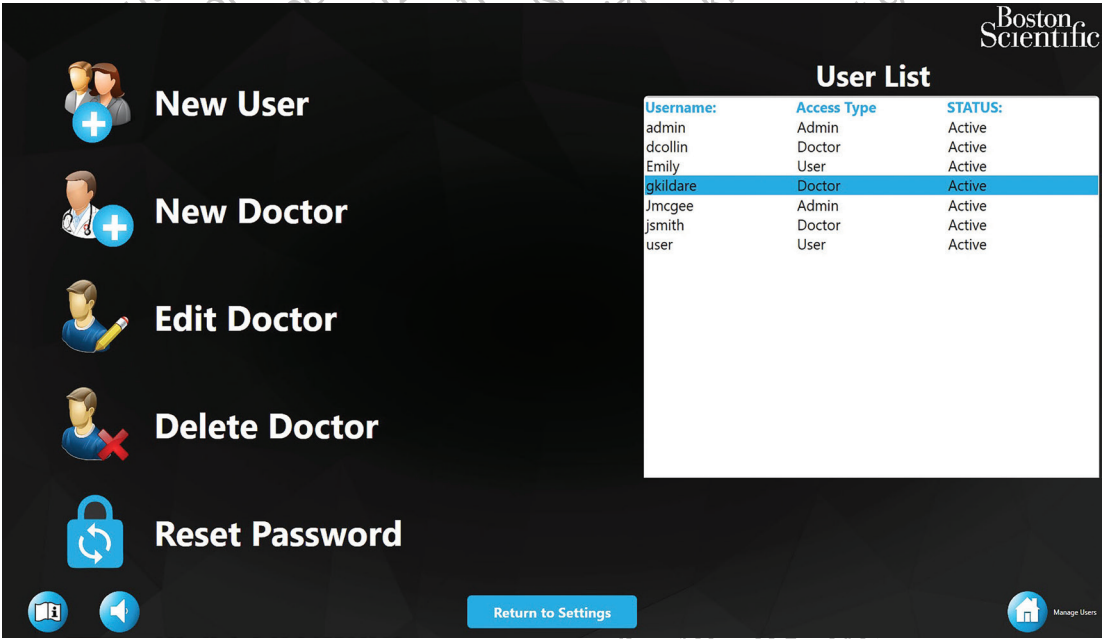 Boston
Scientific
New User
New Doctor
Edit Doctor
Delete Doctor
Reset Password
User List
Username: Access Type STATUS:
admin Admin Active
dcollin Doctor Active
Emily User Active
gkildare Doctor Active
Jmcgee Admin Active
jsmith Doctor Active
user User Active
Return to Settings
Manage Users